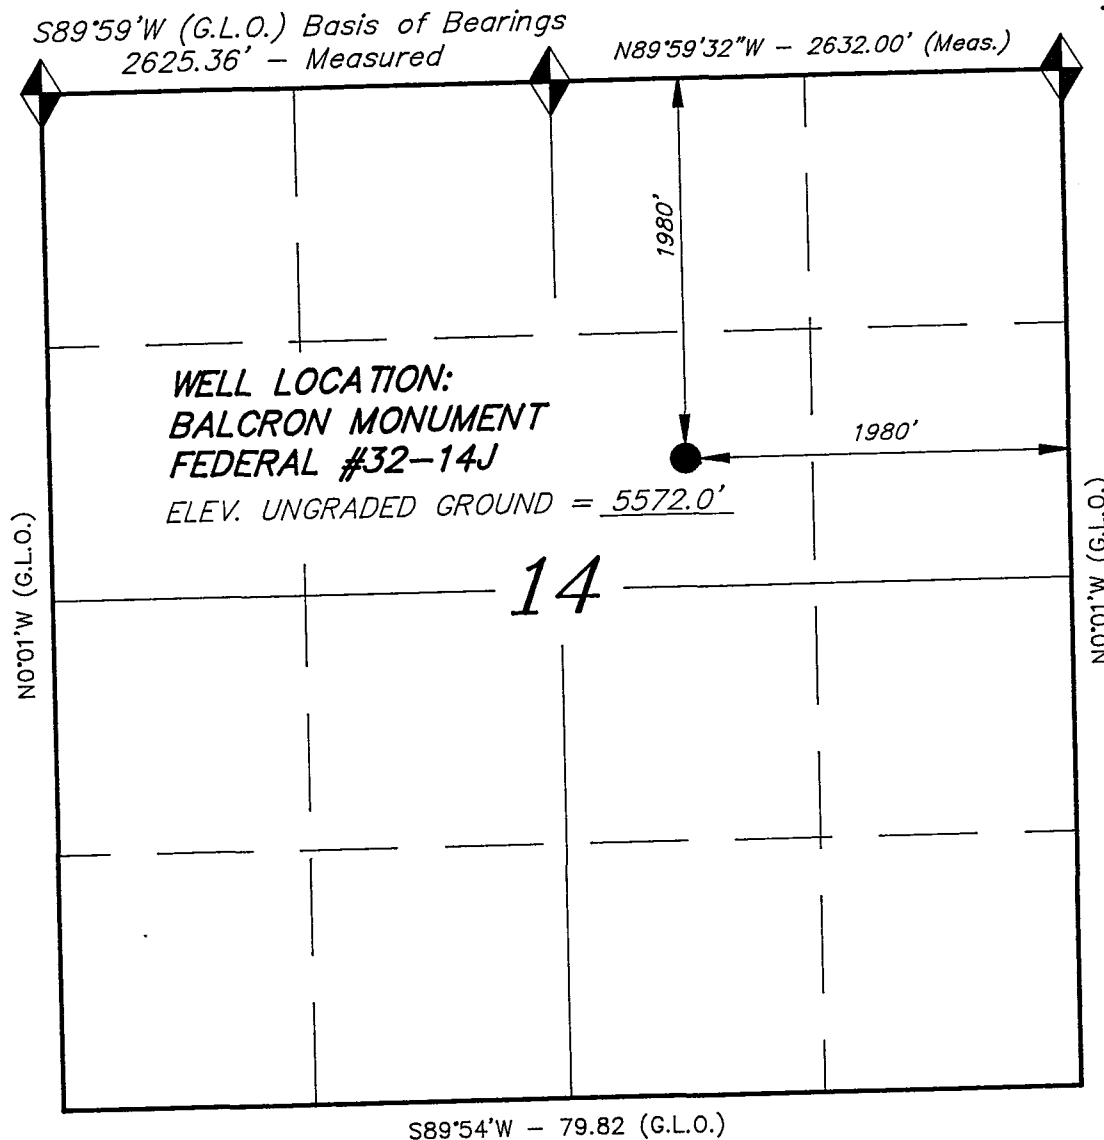 S89°59'W (G.L.O.) Basis of Bearings
2625.36' – Measured
N89°59'32"W – 2632.00' (Meas.)
1980'
WELL LOCATION:
BALCRON MONUMENT
FEDERAL #32–14J
ELEV. UNGRADED GROUND = 5572.0'
1980'
N0°01'W (G.L.O.)
14
N0°01'W (G.L.O.)
S89°54'W – 79.82 (G.L.O.)